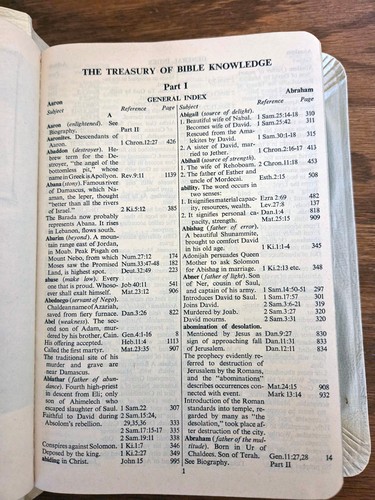 THE TREASURY OF BIBLE KNOWLEDGE
Part 1
Aaron GENERAL INDEX Abraham
Subject Reference Page
A
Aaron (enlightened). See
Biography. Part II
Aaronites, Descendants of
Aaron. 1 Chron.12:27 426
Abaddon (destroyer). He-
brew term for the De-
stroyer, "the angel of
the bottomless pit," whose
name in Greek is Apollyon. Rev.9:11 1139
Abana (stony). Famous river
of Damascus, which Na-
aman, the leper, thought
"better than all the rivers
of Israel." 2 Ki.5:12 385
The Barada now probably
represents Abana. It rises
in Lebanon, flows south.
Abarim (beyond). A moun-
tain range east of Jordan,
in Moab. Peak Pisgah on
Mount Nebo, from which Num.27:12 174
Moses saw the Promised Num.33:47-48 182
Land, is highest spot. Deut.32:49 223
abase (make low). Every
one that is proud. Whoso- Job 40:11 541
ever shall exalt himself. Mat.23:12 906
Abednego (servant of Nego).
Chaldean name of Azariah,
saved from fiery furnace. Dan.3:26 822
Abel (weakness). The sec-
ond son of Adam, mur-
dered by his brother, Cain. Gen.4:1-16 8
His offering accepted. Heb.11:4 1113
Called the first martyr. Mat.23:35 907
The traditional site of his
murder and grave are
near Damascus.
Abiathar (father of abun-
dance). Fourth high-priest
in descent from Eli; only
son of Ahimelech who
escaped slaughter of Saul. 1 Sam.22 307
Faithful to David during 2 Sam.15:24,
Absolom's rebellion. 29,35,36 333
2 Sam.17:15-17 335
2 Sam.19:11 338
Conspires against Solomon. 1 Ki.1:7 346
Deposed by the king. 1 Ki.2:27 349
abiding in Christ. John 15 995
Subject Reference Page
Abigail (source of delight).
1. Beautiful wife of Nabal. 1 Sam.25:14-18 310
Becomes wife of David. 1 Sam.25:42 311
Rescued from the Ama-
lekites by David. 1 Sam.30:1-18 315
2. A sister of David, mar-
ried to Jether. 1 Chron.2:16-17 413
Abihail (source of strength).
1. The wife of Rehoboam. 2 Chron.11:18 453
2. The father of Esther and
uncle of Mordecai. Esth.2:15 508
ability. The word occurs in
two senses:
1. It signifies material capac- Ezra 2:69 482
ity, resources, wealth. Lev.27:8 137
2. It signifies personal ca- Dan.1:4 818
pacity, strength. Mat.25:15 909
Abishag (father of error).
A beautiful Shunammite,
brought to comfort David
in his old age. 1 Ki.1:1-4 345
Adonijah persuades Queen
Mother to ask Solomon
for Abishag in marriage. 1 Ki.2:13 etc. 348
Abner (father of light). Son
of Ner, cousin of Saul,
and captain of his army. 1 Sam.14:50-51 297
Introduces David to Saul. 1 Sam.17:57 301
Joins David. 2 Sam.3:6-21 319
Murdered by Joab. 2 Sam.3:27 320
David mourns. 2 Sam.3:31 320
abomination of desolation.
Mentioned by Jesus as Dan.9:27 830
sign of approaching fall Dan.11:31 833
of Jerusalem. Dan.12:11 834
The prophecy evidently re-
ferred to destruction of
Jerusalem by the Romans,
and the "abominations"
describes occurrences con- Mat.24:15 908
nected with event. Mark 13:14 932
Introduction of the Roman
standards into temple, re-
garded by many as "the
desolation," took place af-
ter destruction of the city.
Abraham (father of the mul-
titude). Born in Ur of
Chaldees, Son of Terah. Gen.11:27,28 14
See Biography. Part II
1